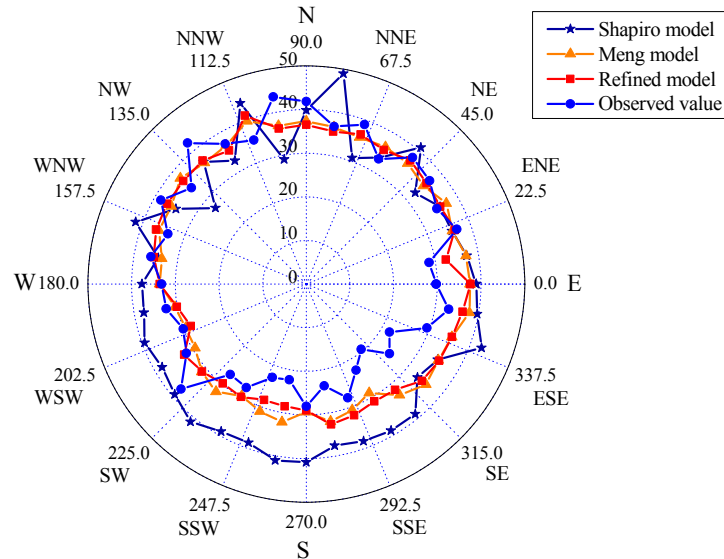 N
90.0
50
40
30
20
10
0
NNE
67.5
NE
45.0
ENE
22.5
0.0 E
337.5
ESE
315.0
SE
292.5
SSE
270.0
S
247.5
SSW
225.0
SW
202.5
WSW
W 180.0
WNW
157.5
NW
135.0
NNW
112.5
Shapiro model
Meng model
Refined model
Observed value